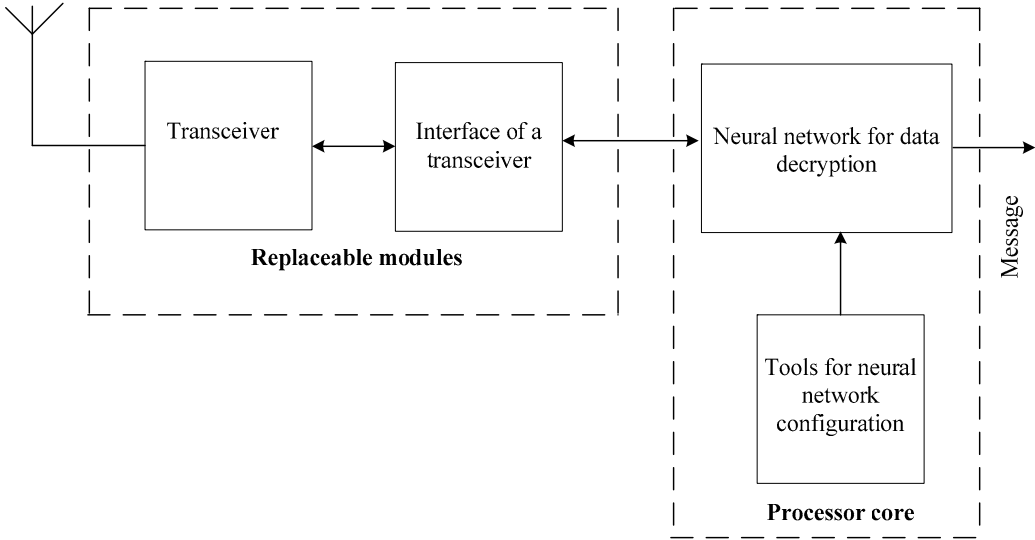 Transceiver
Interface of a
transceiver
Replaceable modules
Neural network for data
decryption
Message
Tools for neural
network
configuration
Processor core